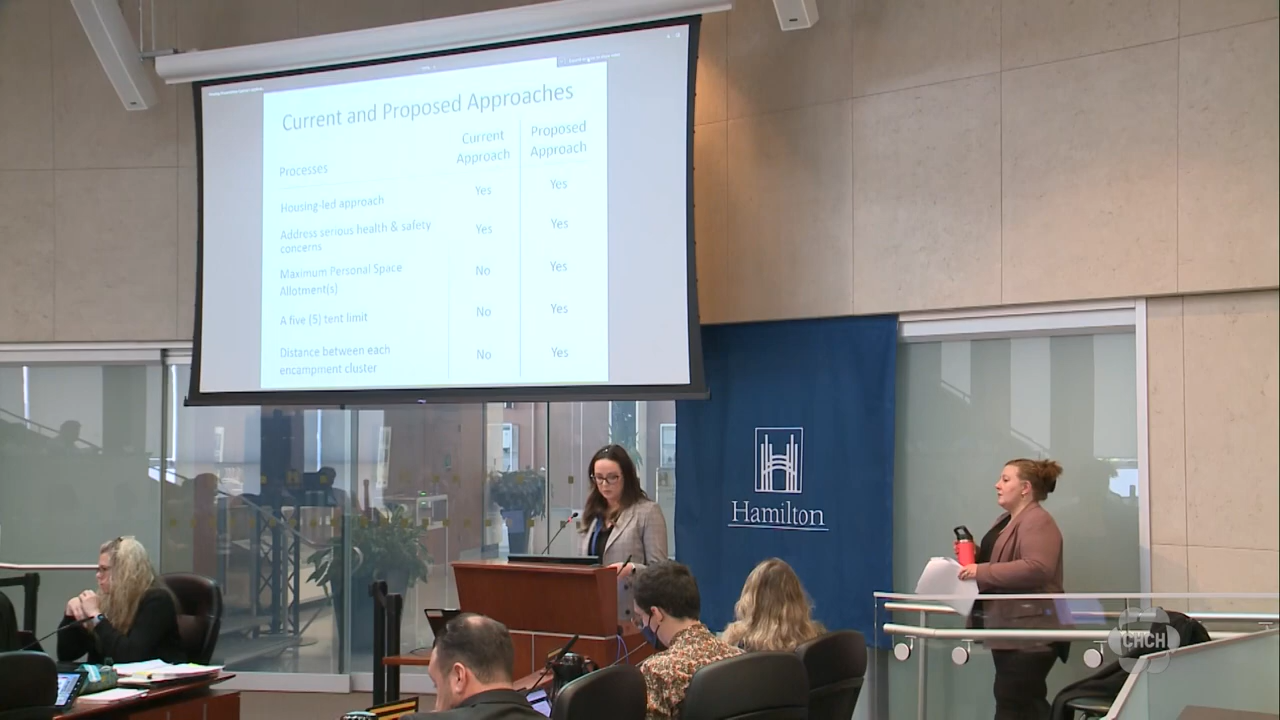 Current and Proposed Approaches
Processes
Current
Approach
Proposed
Approach
Housing-led approach
Yes
Yes
Address serious health & safety
concerns
Yes
Yes
Maximum Personal Space
Allotment(s)
No
Yes
A five (5) tent limit
No
Yes
Distance between each
encampment cluster
No
Yes
Hamilton
CHCH